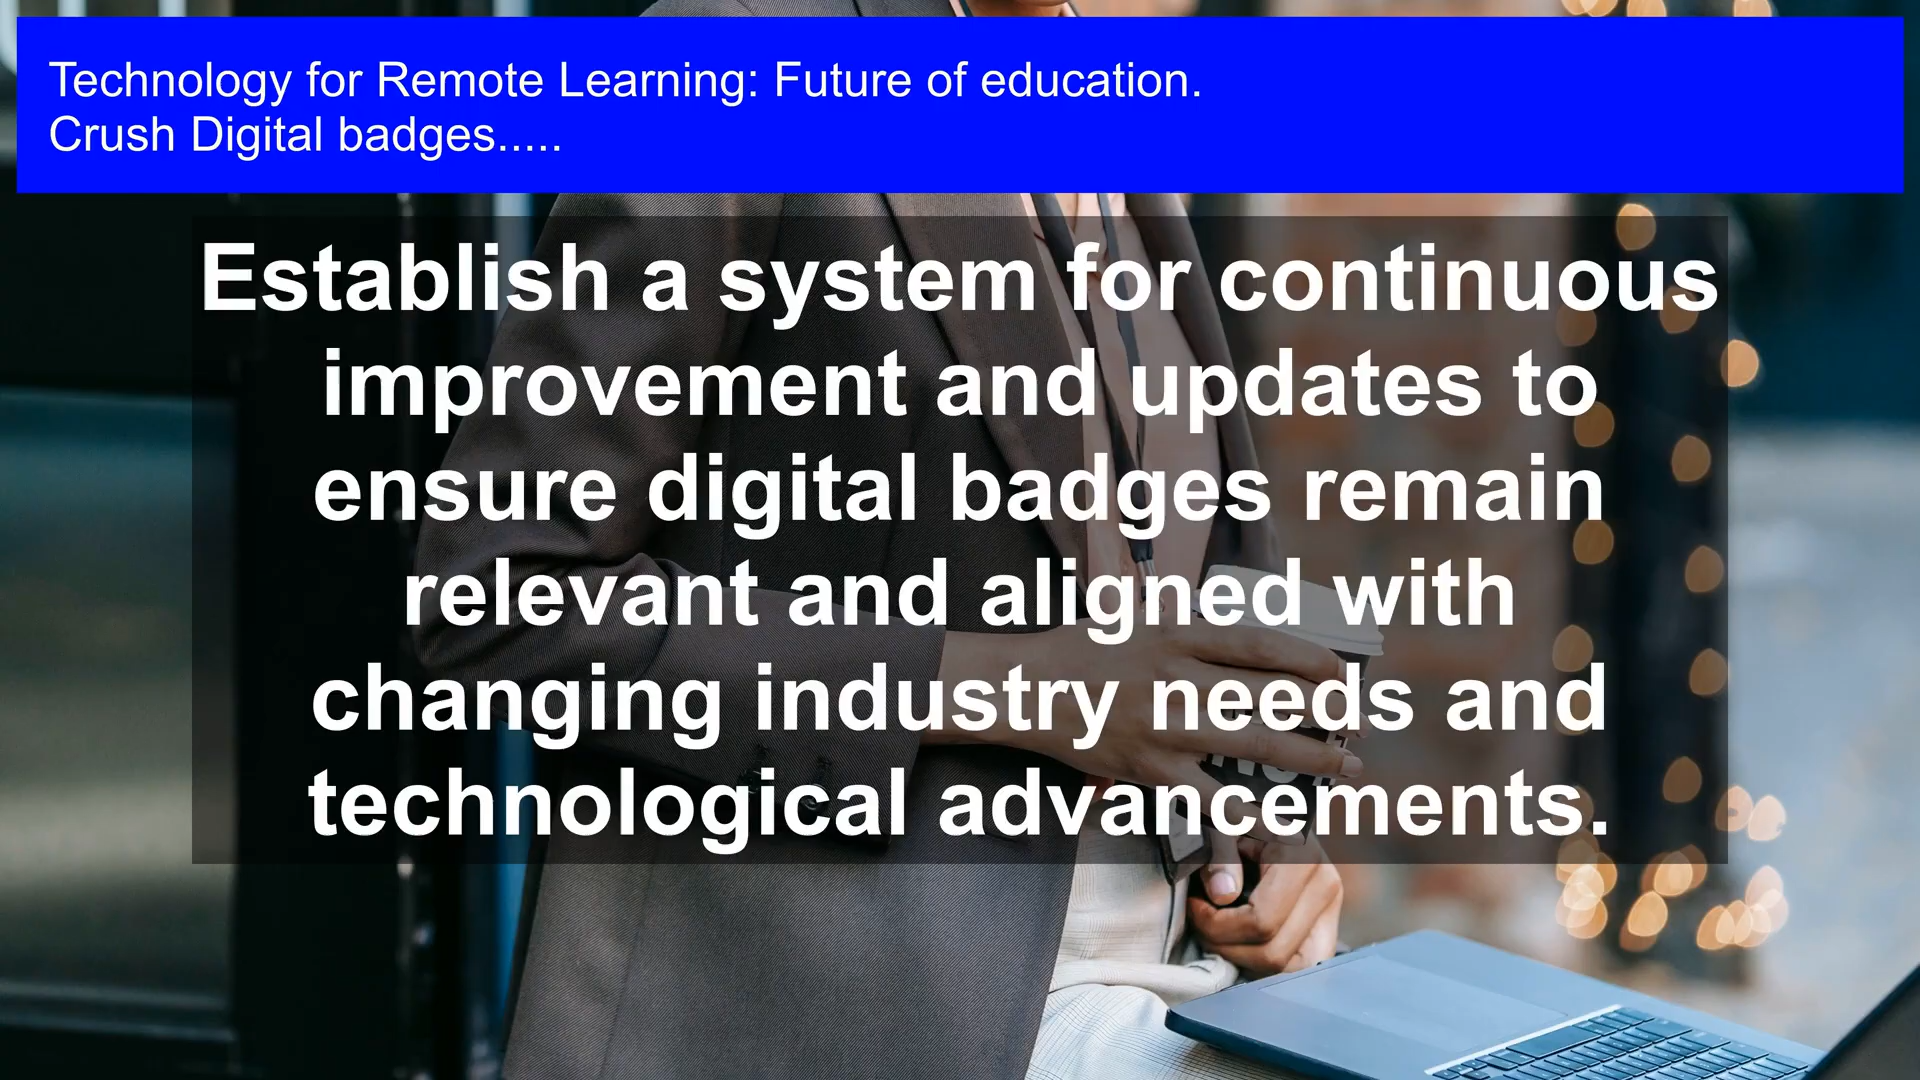 Technology for Remote Learning: Future of education.
Crush Digital badges.....
Establish a system for continuous
improvement and updates to
ensure digital badges remain
relevant and aligned with
changing industry needs and
technological advancements.